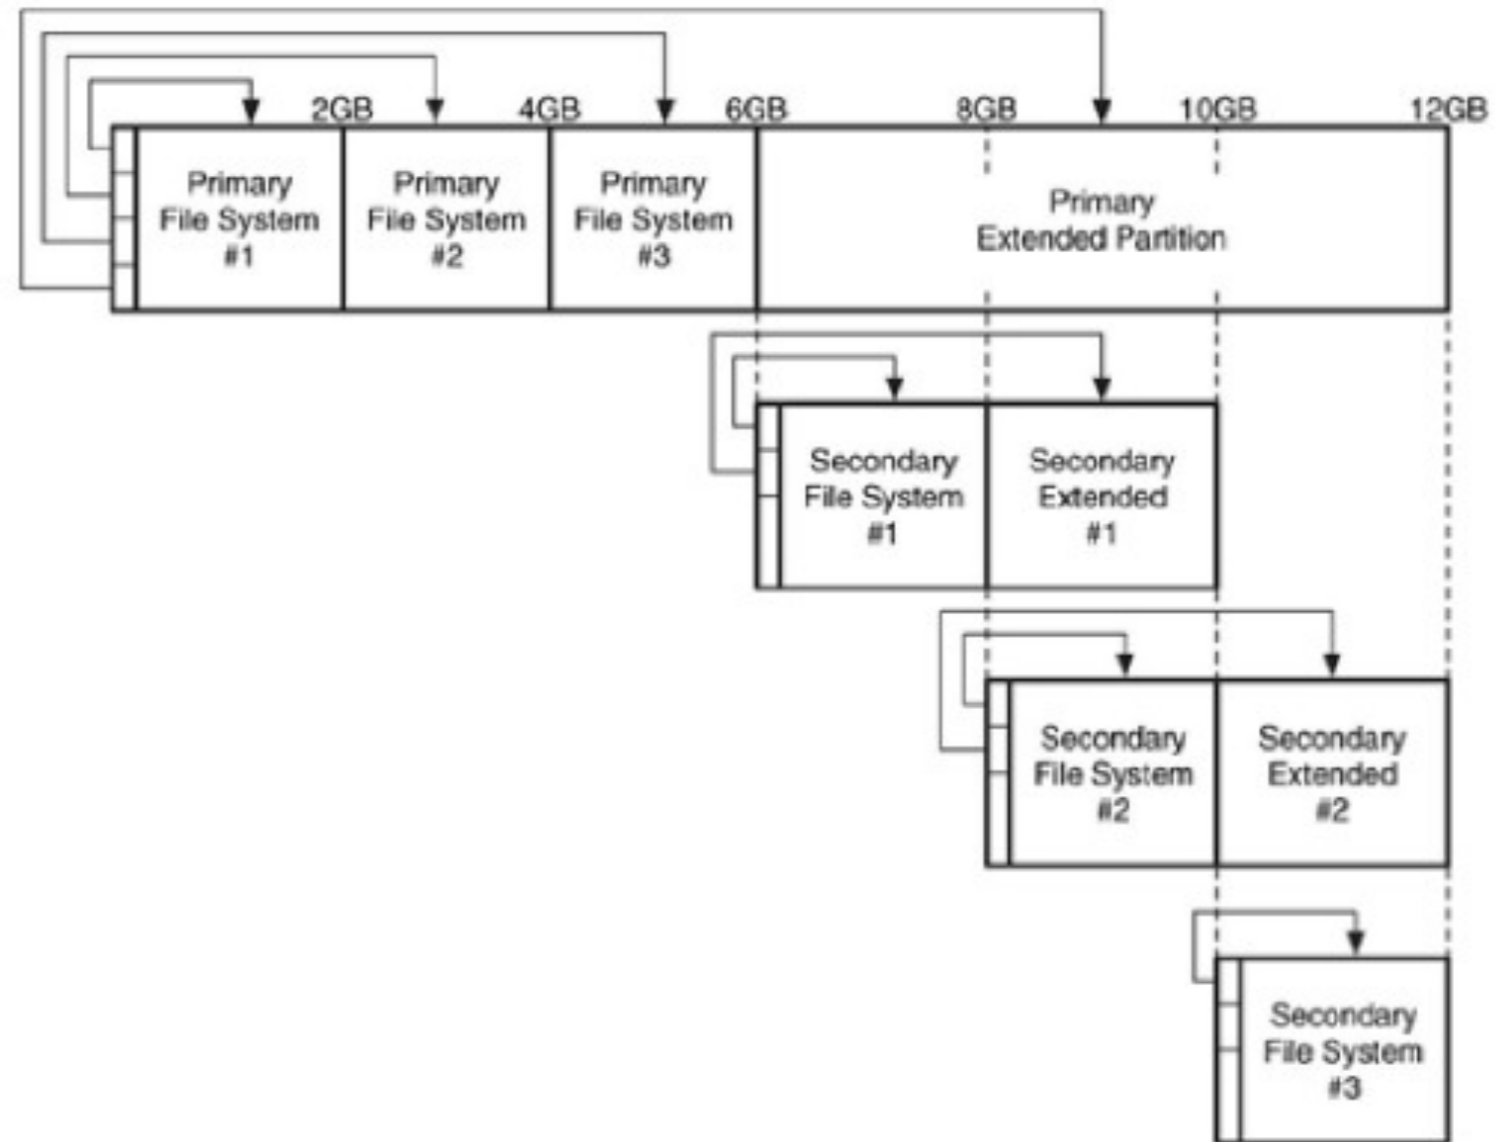 2GB 4GB 6GB 8GB 10GB 12GB
Primary
File System
#1
Primary
File System
#2
Primary
File System
#3
Primary
Extended Partition
Secondary
File System
#1
Secondary
Extended
#1
Secondary
File System
#2
Secondary
Extended
#2
Secondary
File System
#3